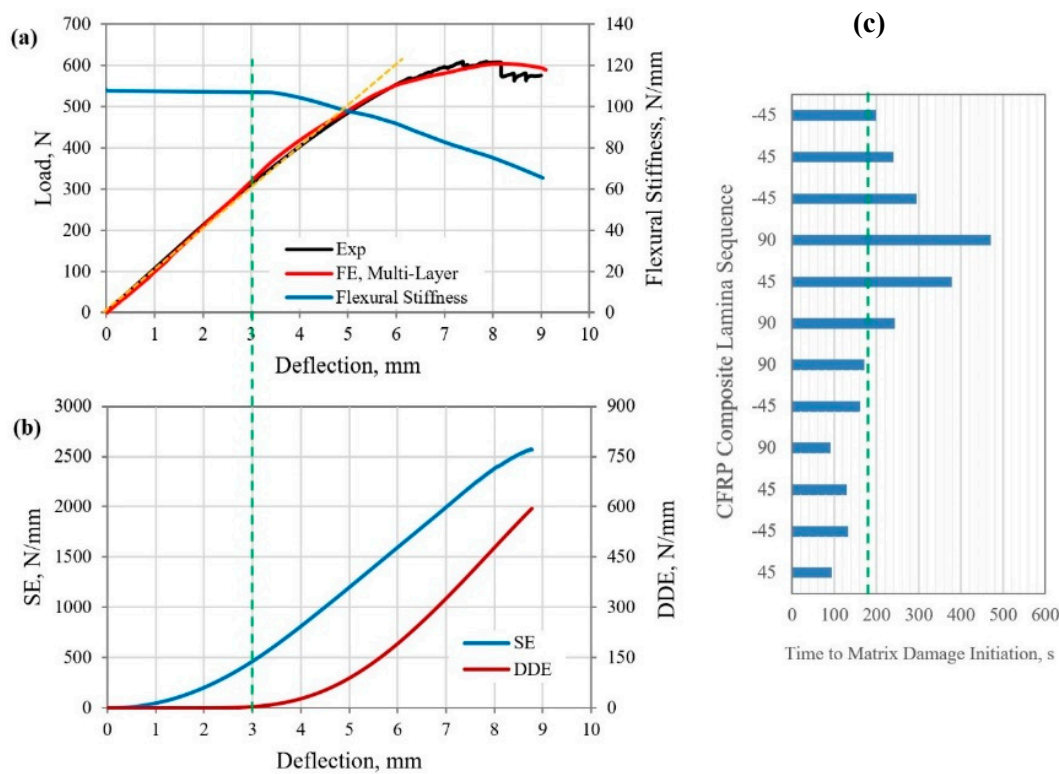 (a)
700
600
500
400
300
200
100
0
Load, N
140
120
100
80
60
40
20
0
Flexural Stiffness, N/mm
Exp
FE, Multi-Layer
Flexural Stiffness
0 1 2 3 4 5 6 7 8 9 10
Deflection, mm
(b)
3000
2500
2000
1500
1000
500
0
SE, N/mm
900
750
600
450
300
150
0
DDE, N/mm
SE
DDE
0 1 2 3 4 5 6 7 8 9 10
Deflection, mm
(c)
CFRP Composite Lamina Sequence
-45
45
-45
90
45
90
90
-45
90
45
-45
45
0 100 200 300 400 500 600
Time to Matrix Damage Initiation, s